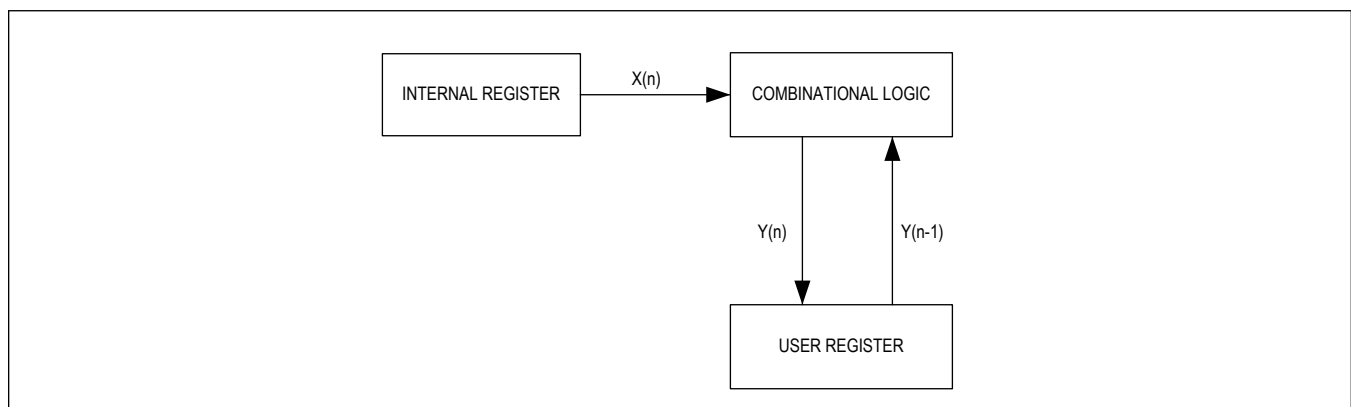 INTERNAL REGISTER
X(n)
COMBINATIONAL LOGIC
Y(n)
Y(n-1)
USER REGISTER